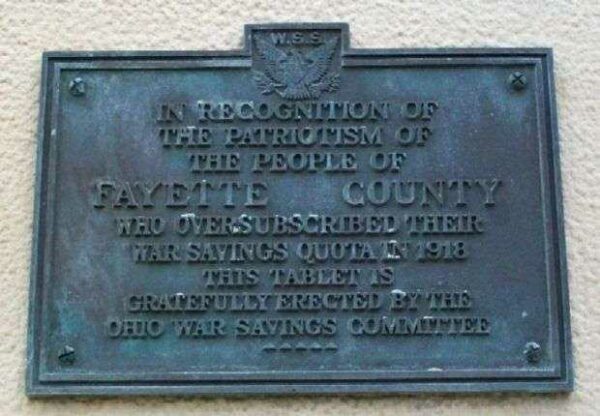 W.S.S.
IN RECOGNITION OF
THE PATRIOTISM OF
THE PEOPLE OF
FAYETTE COUNTY
WHO OVERSUBSCRIBED THEIR
WAR SAVINGS QUOTA IN 1918
THIS TABLET IS
GRATEFULLY ERECTED BY THE
OHIO WAR SAVINGS COMMITTEE